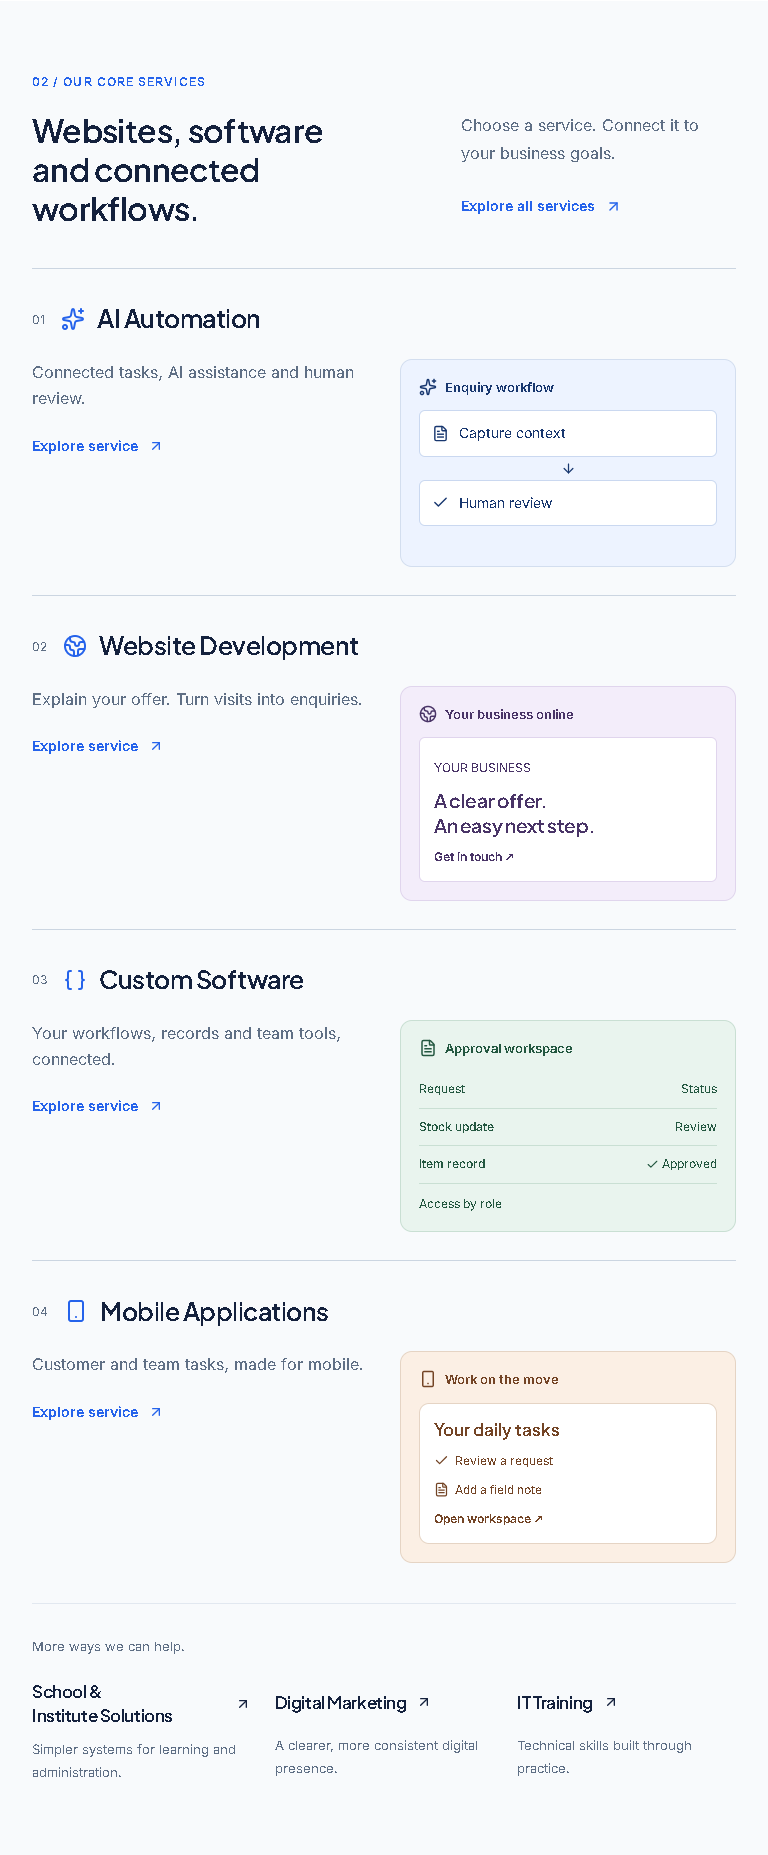 02 / OUR CORE SERVICES
Websites, software
and connected
workflows.
Choose a service. Connect it to
your business goals.
Explore all services ↗
01 AI Automation
Connected tasks, AI assistance and human
review.
Explore service ↗
Enquiry workflow
Capture context
↓
Human review
02 Website Development
Explain your offer. Turn visits into enquiries.
Explore service ↗
Your business online
YOUR BUSINESS
A clear offer.
An easy next step.
Get in touch ↗
03 Custom Software
Your workflows, records and team tools,
connected.
Explore service ↗
Approval workspace
Request Status
Stock update Review
Item record ✓ Approved
Access by role
04 Mobile Applications
Customer and team tasks, made for mobile.
Explore service ↗
Work on the move
Your daily tasks
✓ Review a request
Add a field note
Open workspace ↗
More ways we can help.
School &
Institute Solutions ↗
Simpler systems for learning and
administration.
Digital Marketing ↗
A clearer, more consistent digital
presence.
IT Training ↗
Technical skills built through
practice.